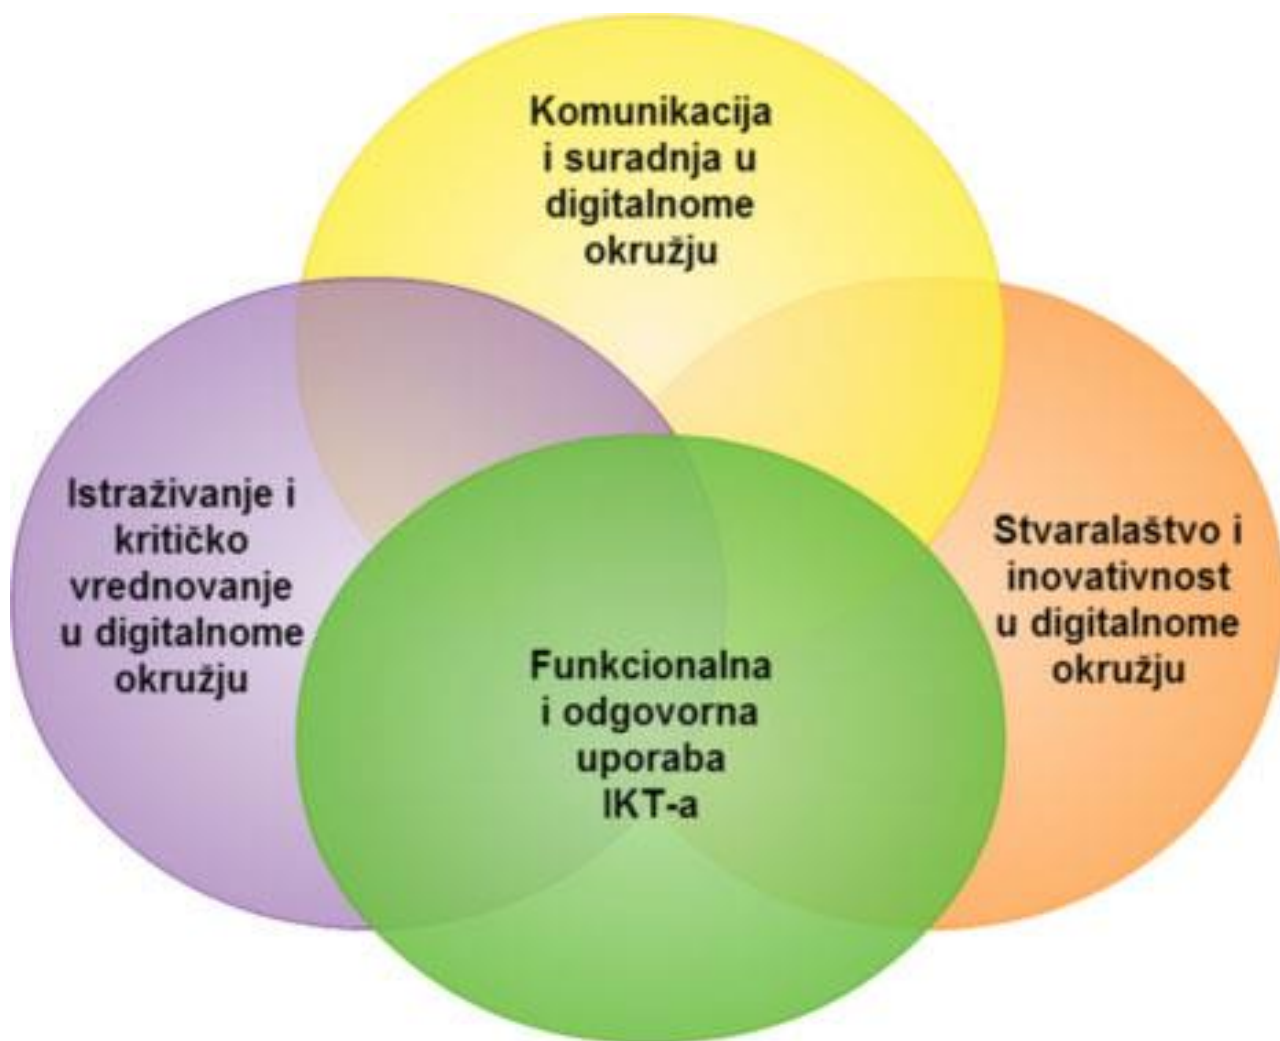 Komunikacija
i suradnja u
digitalnome
okružju
Istraživanje i
kritičko
vrednovanje
u digitalnome
okružju
Stvaralaštvo i
inovativnost
u digitalnome
okružju
Funkcionalna
i odgovorna
uporaba
IKT-a